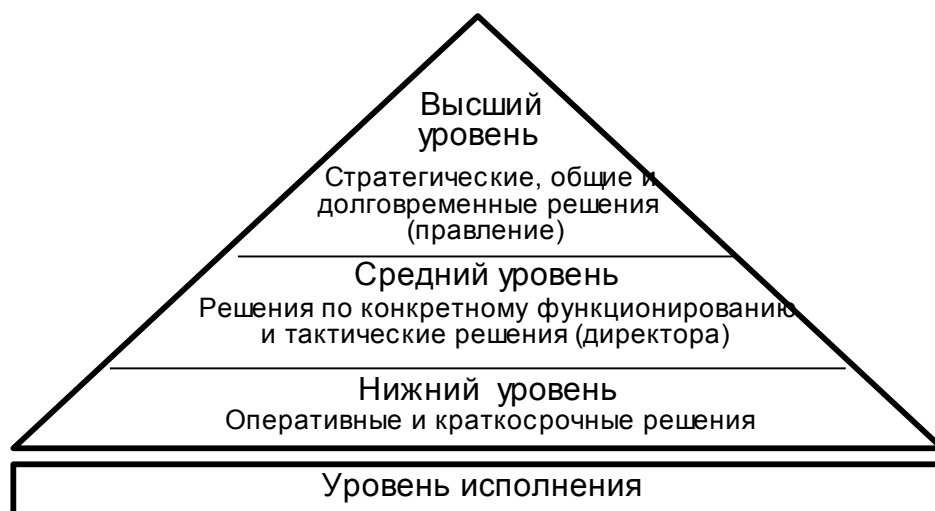 Высший
уровень
Стратегические, общие и
долговременные решения
(правление)
Средний уровень
Решения по конкретному функционированию
и тактические решения (директора)
Нижний уровень
Оперативные и краткосрочные решения
Уровень исполнения